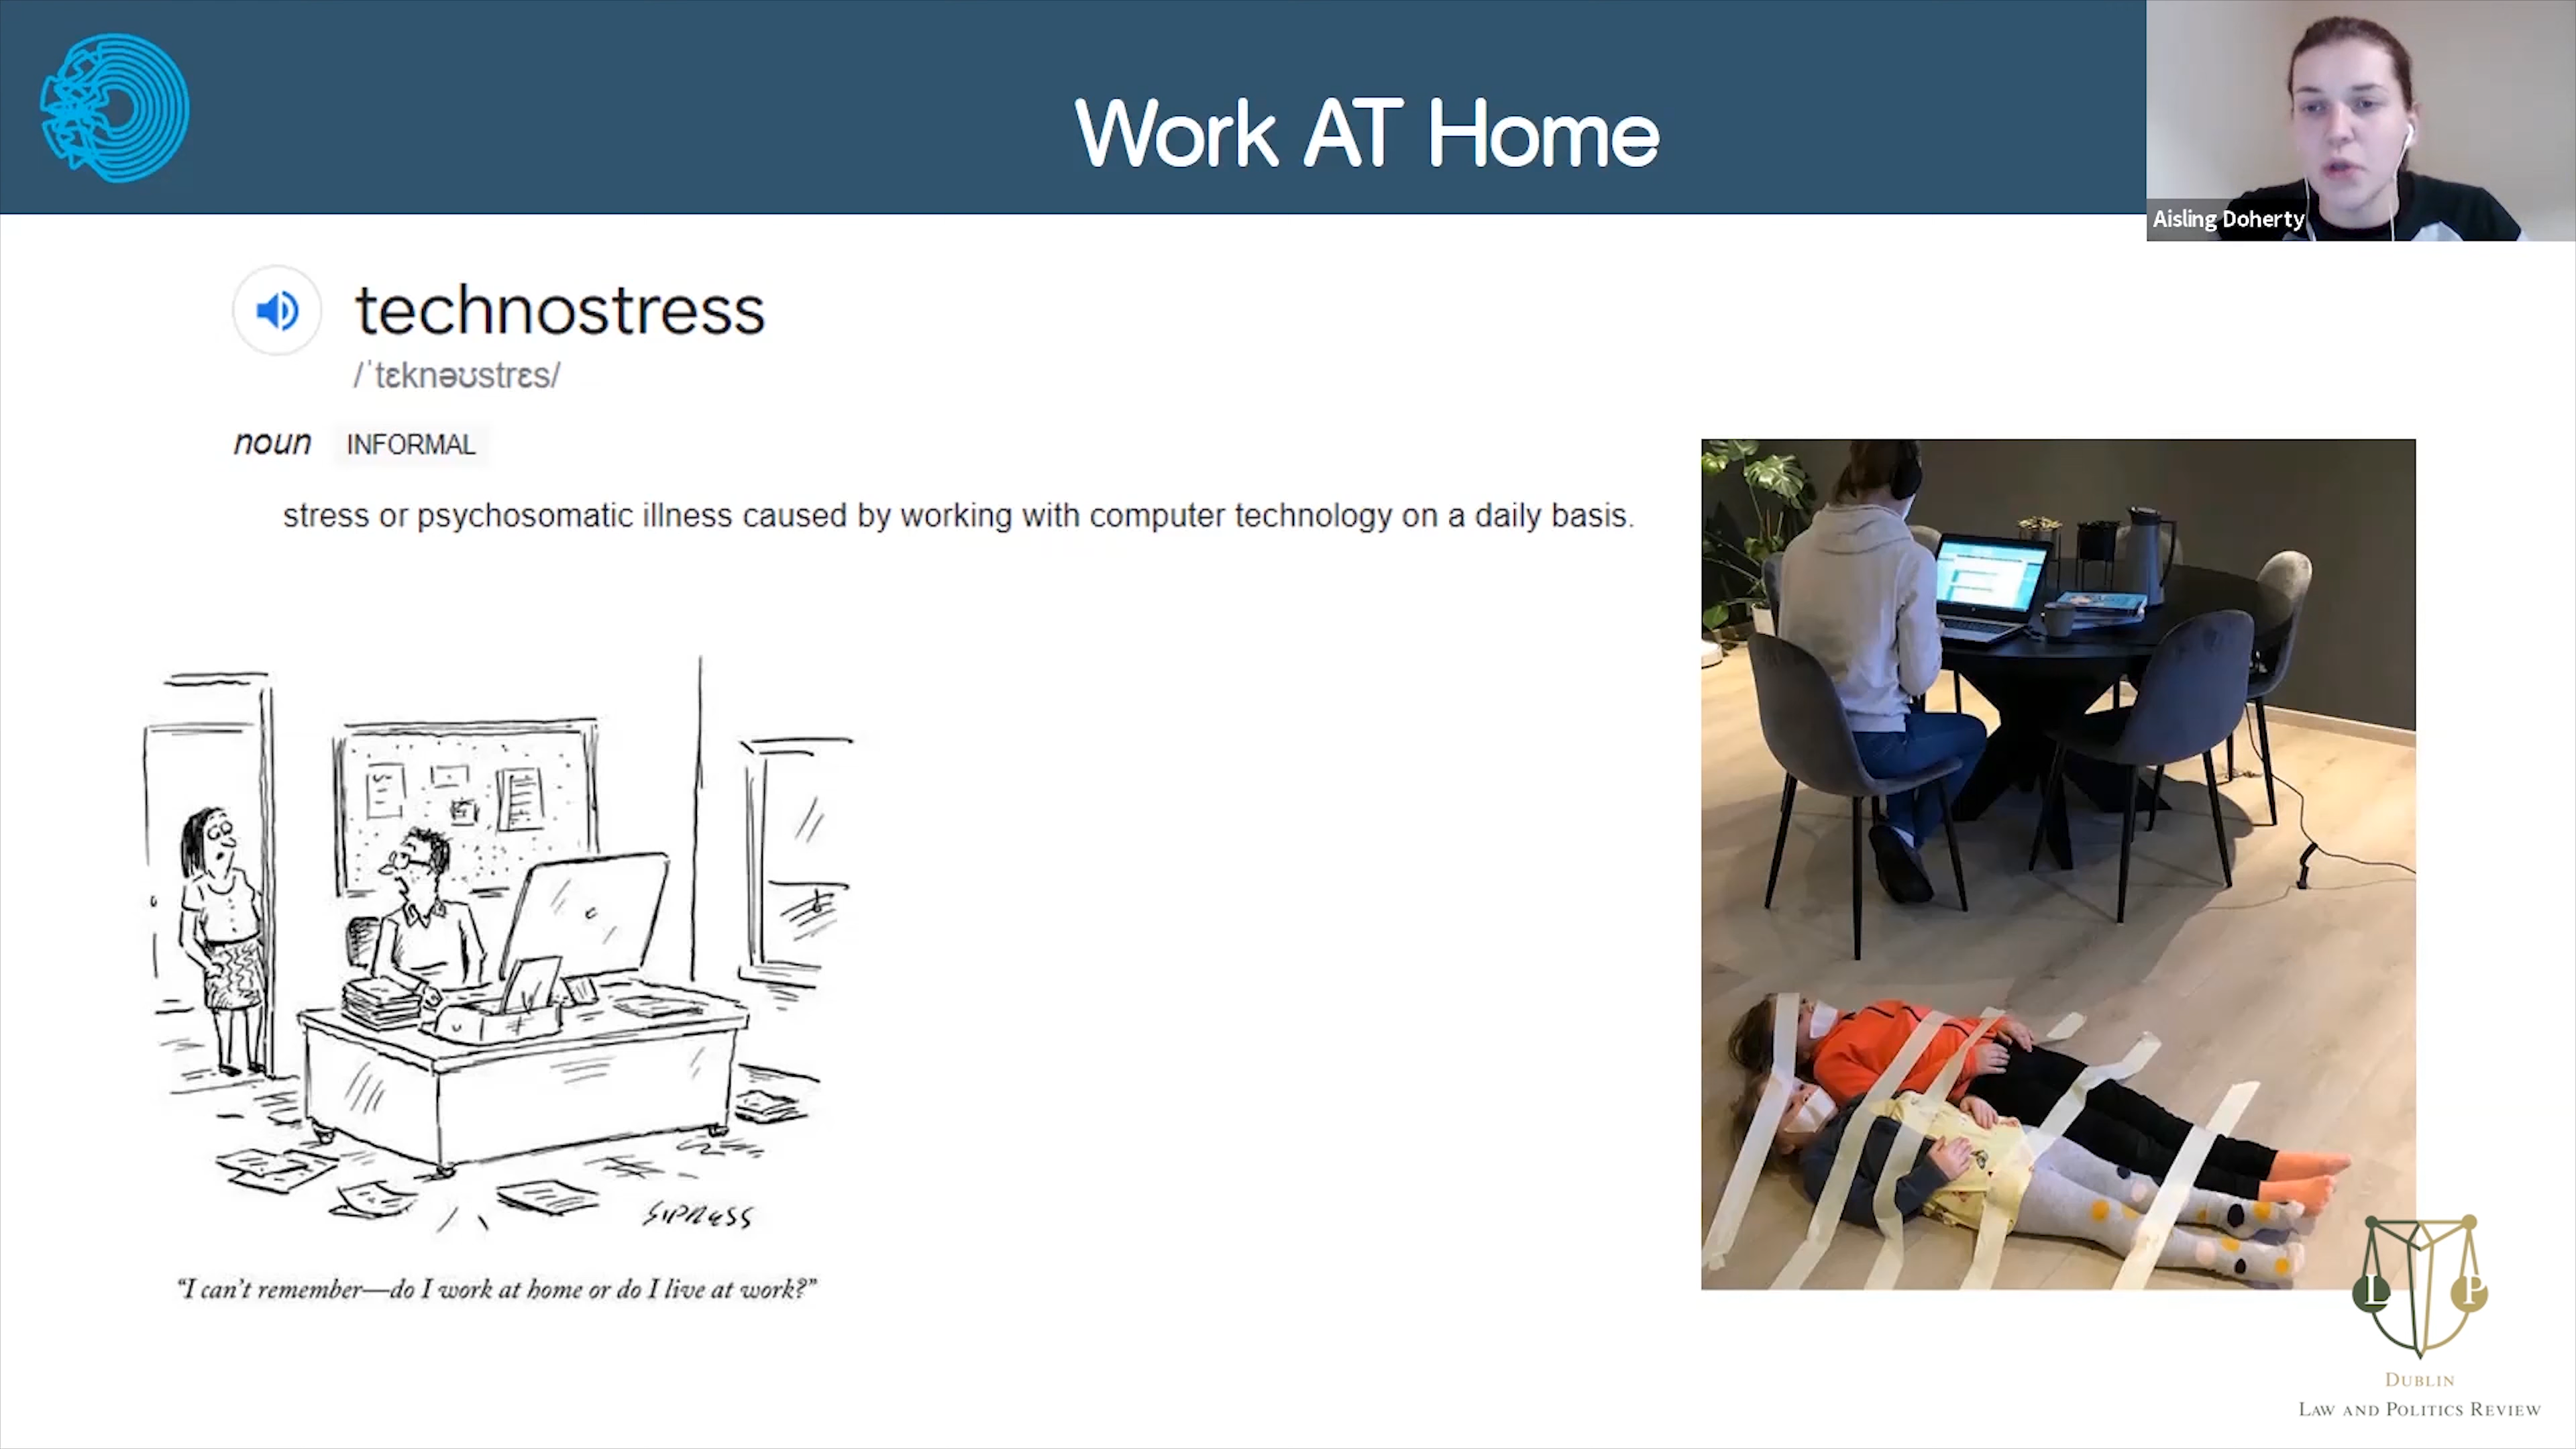 Work AT Home
Aisling Doherty
technostress
/ˈtɛknəʊstrɛs/
noun INFORMAL
stress or psychosomatic illness caused by working with computer technology on a daily basis.
SIPRESS
“I can’t remember—do I work at home or do I live at work?”
L P
DUBLIN
LAW AND POLITICS REVIEW